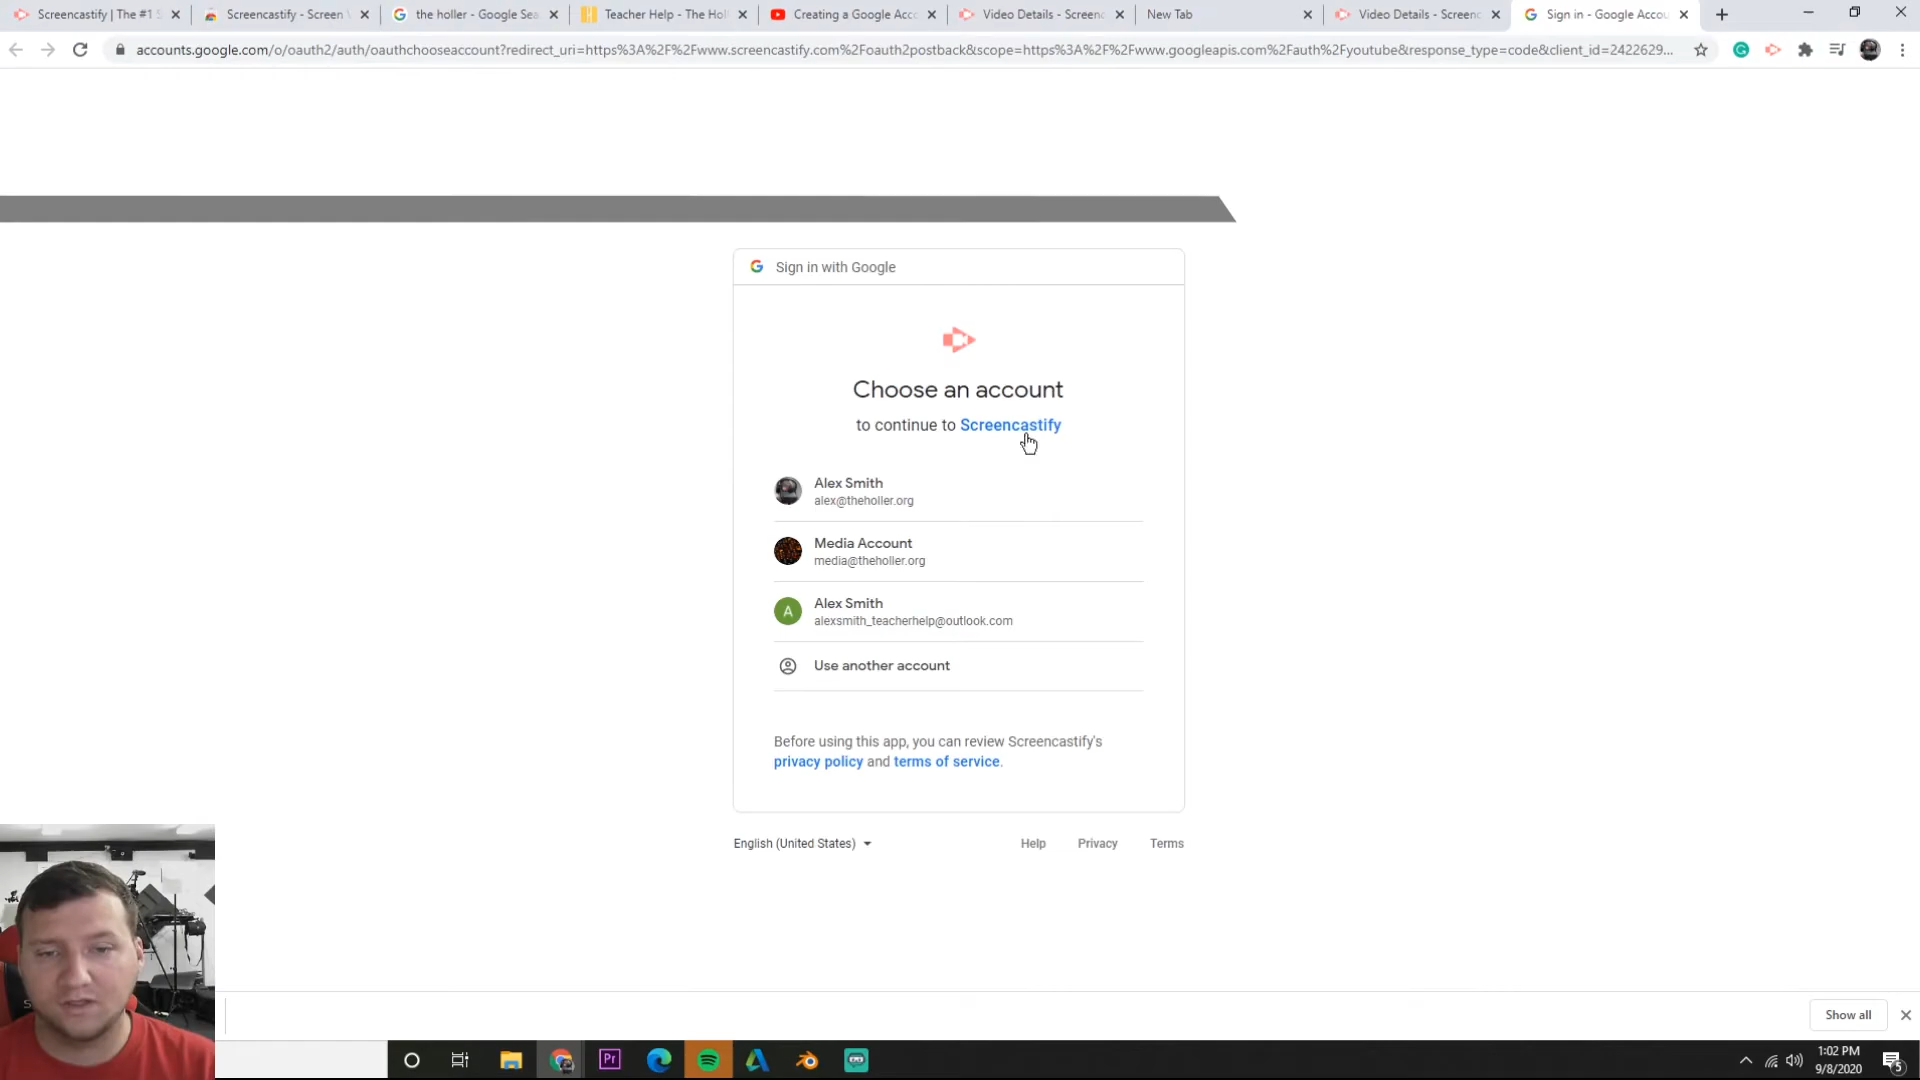 Screencastify | The #1 S
Screencastify - Screen V
the holler - Google Sea
Teacher Help - The Hol
Creating a Google Acc
Video Details - Screenc
New Tab
Video Details - Screenc
Sign in - Google Accou
accounts.google.com/o/oauth2/auth/oauthchooseaccount?redirect_uri=https%3A%2F%2Fwww.screencastify.com%2Foauth2postback&scope=https%3A%2F%2Fwww.googleapis.com%2Fauth%2Fyoutube&response_type=code&client_id=2422629...
Sign in with Google
Choose an account
to continue to Screencastify
Alex Smith
alex@theholler.org
Media Account
media@theholler.org
A
Alex Smith
alexsmith_teacherhelp@outlook.com
Use another account
Before using this app, you can review Screencastify's
privacy policy and terms of service.
English (United States)
Help
Privacy
Terms
Show all
Pr
1:02 PM
9/8/2020
5